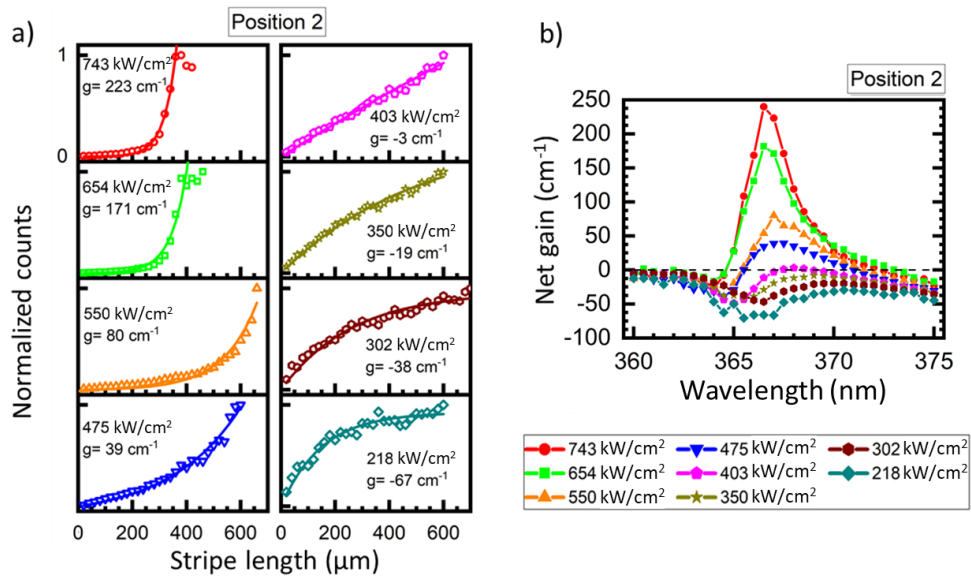 a)
Position 2
Normalized counts
1
0
743 kW/cm²
g= 223 cm⁻¹
654 kW/cm²
g= 171 cm⁻¹
550 kW/cm²
g= 80 cm⁻¹
475 kW/cm²
g= 39 cm⁻¹
403 kW/cm²
g= -3 cm⁻¹
350 kW/cm²
g= -19 cm⁻¹
302 kW/cm²
g= -38 cm⁻¹
218 kW/cm²
g= -67 cm⁻¹
0 200 400 600 0 200 400 600
Stripe length (μm)
b)
Position 2
Net gain (cm⁻¹)
250
200
150
100
50
0
-50
-100
360 365 370 375
Wavelength (nm)
743 kW/cm² 475 kW/cm² 302 kW/cm²
654 kW/cm² 403 kW/cm² 218 kW/cm²
550 kW/cm² 350 kW/cm²